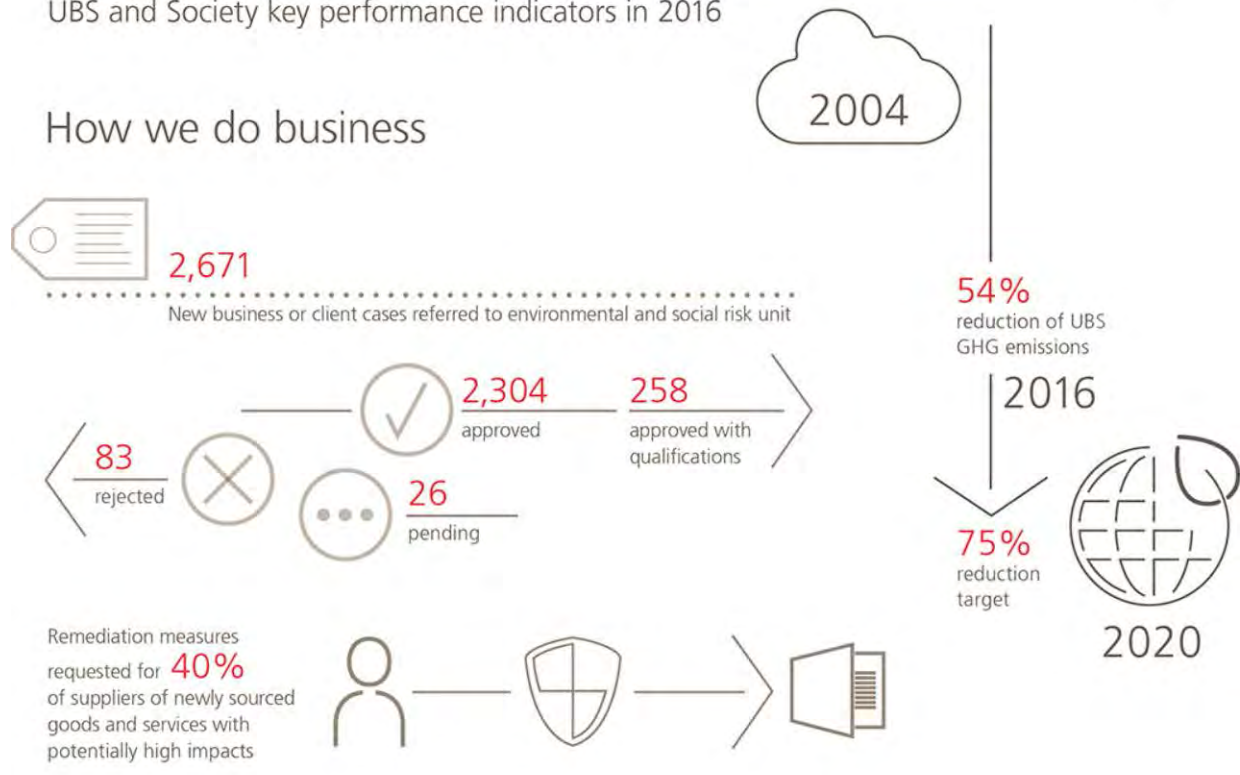 UBS and Society key performance indicators in 2016
How we do business
2,671
New business or client cases referred to environmental and social risk unit
2,304
approved
258
approved with
qualifications
83
rejected
26
pending
Remediation measures
requested for 40%
of suppliers of newly sourced
goods and services with
potentially high impacts
2004
54%
reduction of UBS
GHG emissions
2016
75%
reduction
target
2020